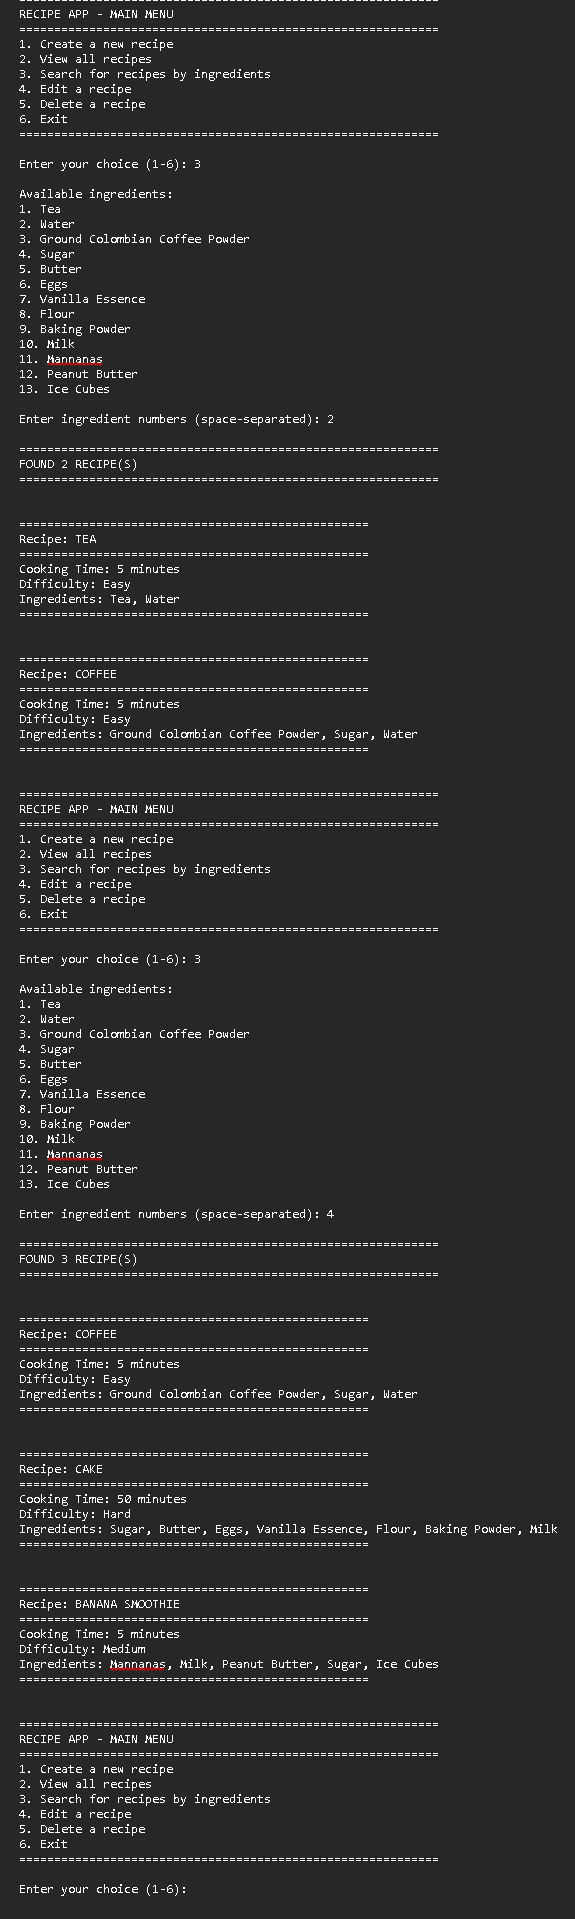 ============================================================
RECIPE APP - MAIN MENU
============================================================
1. Create a new recipe
2. View all recipes
3. Search for recipes by ingredients
4. Edit a recipe
5. Delete a recipe
6. Exit
============================================================
Enter your choice (1-6): 3
Available ingredients:
1. Tea
2. Water
3. Ground Colombian Coffee Powder
4. Sugar
5. Butter
6. Eggs
7. Vanilla Essence
8. Flour
9. Baking Powder
10. Milk
11. Mannanas
12. Peanut Butter
13. Ice Cubes
Enter ingredient numbers (space-separated): 2
============================================================
FOUND 2 RECIPE(S)
============================================================
==================================================
Recipe: TEA
==================================================
Cooking Time: 5 minutes
Difficulty: Easy
Ingredients: Tea, Water
==================================================
==================================================
Recipe: COFFEE
==================================================
Cooking Time: 5 minutes
Difficulty: Easy
Ingredients: Ground Colombian Coffee Powder, Sugar, Water
==================================================
============================================================
RECIPE APP - MAIN MENU
============================================================
1. Create a new recipe
2. View all recipes
3. Search for recipes by ingredients
4. Edit a recipe
5. Delete a recipe
6. Exit
============================================================
Enter your choice (1-6): 3
Available ingredients:
1. Tea
2. Water
3. Ground Colombian Coffee Powder
4. Sugar
5. Butter
6. Eggs
7. Vanilla Essence
8. Flour
9. Baking Powder
10. Milk
11. Mannanas
12. Peanut Butter
13. Ice Cubes
Enter ingredient numbers (space-separated): 4
============================================================
FOUND 3 RECIPE(S)
============================================================
==================================================
Recipe: COFFEE
==================================================
Cooking Time: 5 minutes
Difficulty: Easy
Ingredients: Ground Colombian Coffee Powder, Sugar, Water
==================================================
==================================================
Recipe: CAKE
==================================================
Cooking Time: 50 minutes
Difficulty: Hard
Ingredients: Sugar, Butter, Eggs, Vanilla Essence, Flour, Baking Powder, Milk
==================================================
==================================================
Recipe: BANANA SMOOTHIE
==================================================
Cooking Time: 5 minutes
Difficulty: Medium
Ingredients: Mannanas, Milk, Peanut Butter, Sugar, Ice Cubes
==================================================
============================================================
RECIPE APP - MAIN MENU
============================================================
1. Create a new recipe
2. View all recipes
3. Search for recipes by ingredients
4. Edit a recipe
5. Delete a recipe
6. Exit
============================================================
Enter your choice (1-6):